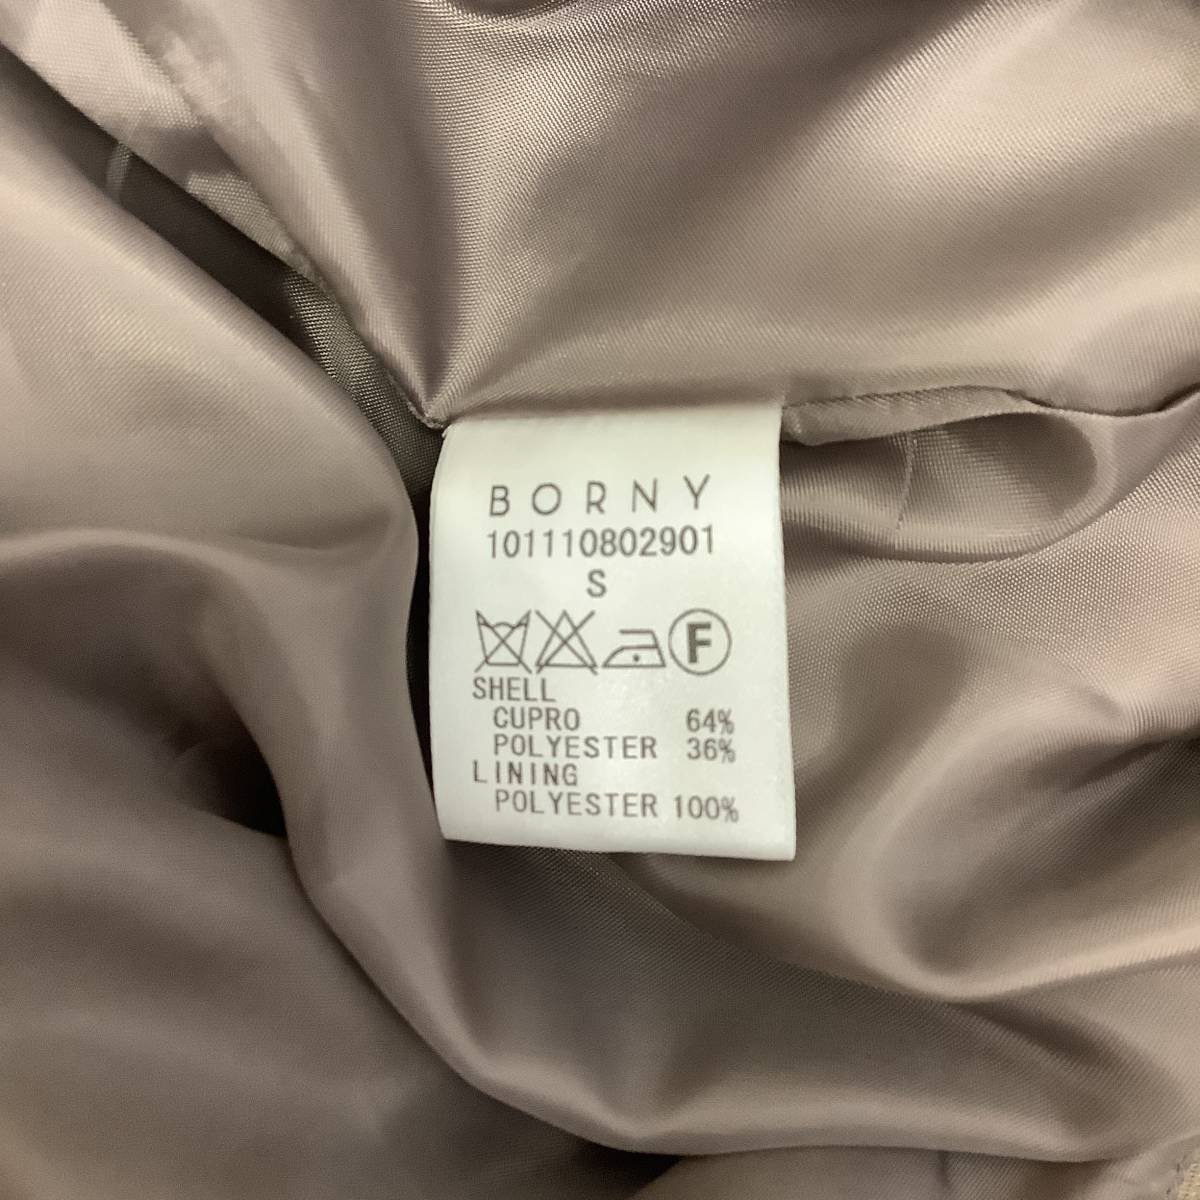 BORNY
101110802901
S
F
SHELL
CUPRO 64%
POLYESTER 36%
LINING
POLYESTER 100%